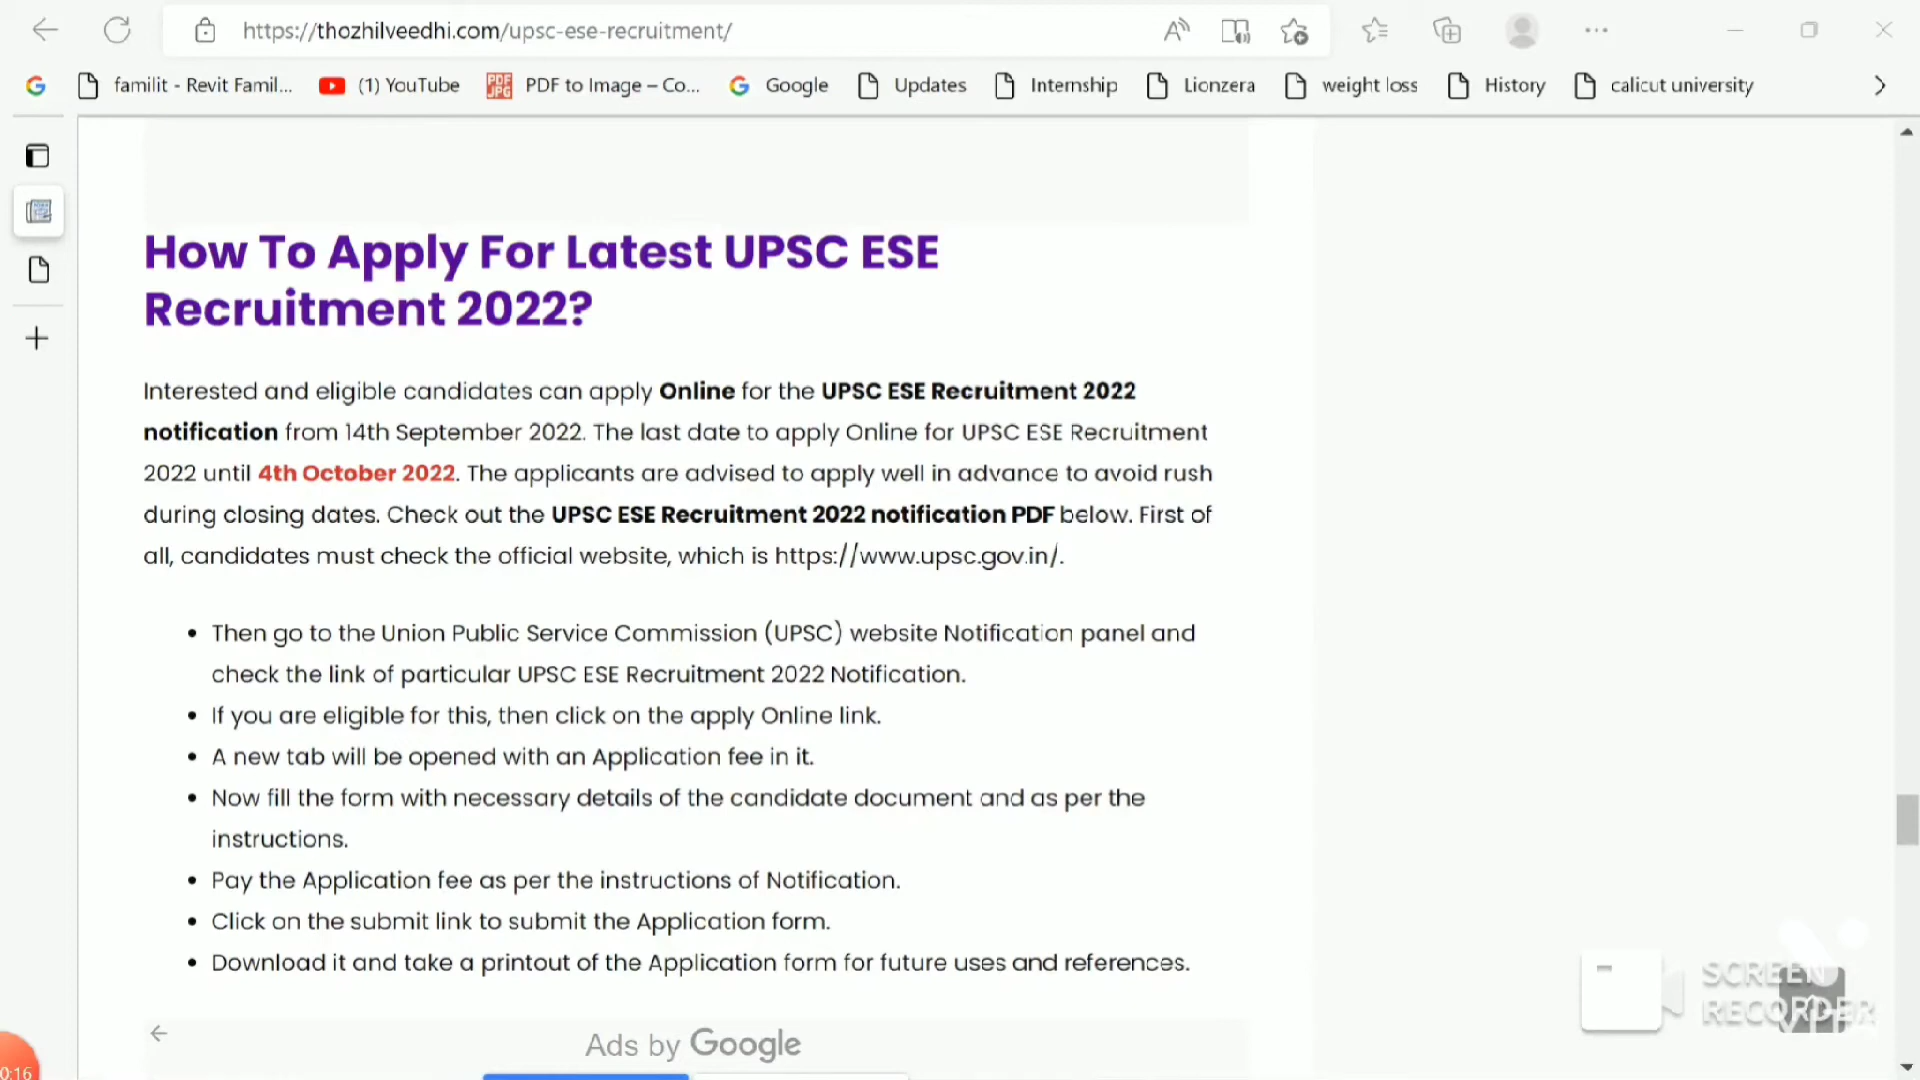 https://thozhilveedhi.com/upsc-ese-recruitment/
familit - Revit Famil... (1) YouTube PDF to Image – Co... Google Updates Internship Lionzera weight loss History calicut university
How To Apply For Latest UPSC ESE
Recruitment 2022?
Interested and eligible candidates can apply Online for the UPSC ESE Recruitment 2022
notification from 14th September 2022. The last date to apply Online for UPSC ESE Recruitment
2022 until 4th October 2022. The applicants are advised to apply well in advance to avoid rush
during closing dates. Check out the UPSC ESE Recruitment 2022 notification PDF below. First of
all, candidates must check the official website, which is https://www.upsc.gov.in/.
• Then go to the Union Public Service Commission (UPSC) website Notification panel and
check the link of particular UPSC ESE Recruitment 2022 Notification.
• If you are eligible for this, then click on the apply Online link.
• A new tab will be opened with an Application fee in it.
• Now fill the form with necessary details of the candidate document and as per the
instructions.
• Pay the Application fee as per the instructions of Notification.
• Click on the submit link to submit the Application form.
• Download it and take a printout of the Application form for future uses and references.
SCREEN
RECORDER
Ads by Google
0:16